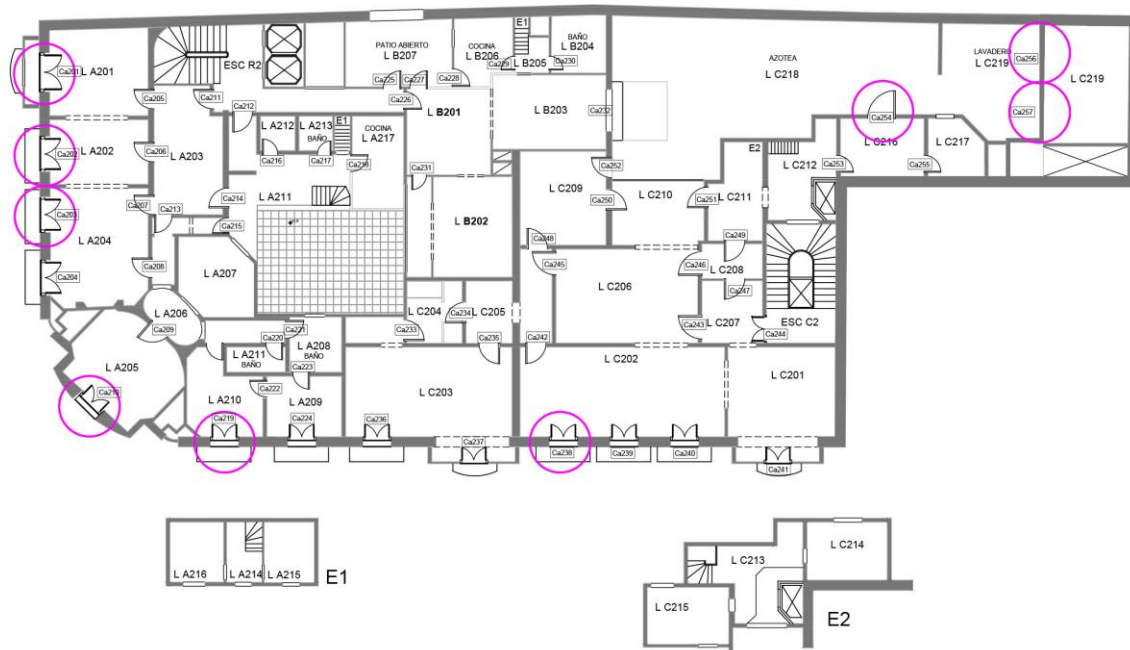 E1
BAÑO
L B204
PATIO ABIERTO
L B207
COCINA
L B206
L B205
ESC R2
AZOTEA
L C218
LAVADERO
L C219
L C219
L A201
Ca201
Ca205
Ca211
Ca212
Ca225
Ca227
Ca228
Ca229
Ca230
Ca226
Ca256
Ca257
Ca254
L B201
L B203
Ca232
L A212
L A213
BAÑO
E1
COCINA
L A217
Ca216
Ca217
Ca218
L A202
Ca202
Ca206
L A203
L C216
L C217
Ca253
Ca255
E2
L C212
Ca231
Ca252
L C209
L C210
L C211
Ca250
Ca251
Ca203
Ca207
Ca213
Ca214
Ca215
L A211
L B202
L A204
Ca248
Ca249
Ca245
Ca246
L C208
Ca247
Ca204
Ca208
L A207
L C206
L A206
Ca209
L C204
L C205
Ca234
Ca233
Ca235
Ca242
Ca243
L C207
ESC C2
Ca244
Ca221
Ca220
L A208
BAÑO
L A211
BAÑO
Ca223
Ca222
L A205
L C203
L C202
L C201
L A210
L A209
Ca219
Ca224
Ca236
Ca237
Ca238
Ca239
Ca240
Ca241
L A216
L A214
L A215
E1
L C213
L C214
L C215
E2